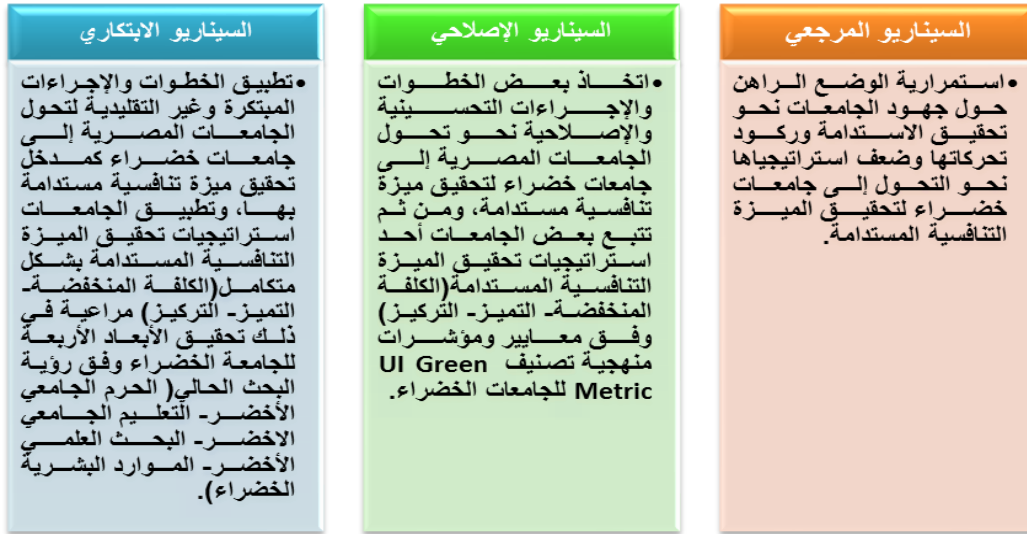 السيناريو المرجعي
•استمرارية الوضع الراهن
حول جهود الجامعات نحو
تحقيق الاستدامة وركود
تحركاتها وضعف استراتيجياها
نحو التحول إلى جامعات
خضراء لتحقيق الميزة
التنافسية المستدامة.
السيناريو الإصلاحي
•اتخاذ بعض الخطوات
والإجراءات التحسينية
والإصلاحية نحو تحول
الجامعات المصرية إلى
جامعات خضراء لتحقيق ميزة
تنافسية مستدامة، ومن ثم
تتبع بعض الجامعات أحد
استراتيجيات تحقيق الميزة
التنافسية المستدامة(الكلفة
المنخفضة- التميز- التركيز)
وفق معايير ومؤشرات
منهجية تصنيف UI Green
Metric للجامعات الخضراء.
السيناريو الابتكاري
•تطبيق الخطوات والإجراءات
المبتكرة وغير التقليدية لتحول
الجامعات المصرية إلى
جامعات خضراء كمدخل
تحقيق ميزة تنافسية مستدامة
بها، وتطبيق الجامعات
استراتيجيات تحقيق الميزة
التنافسية المستدامة بشكل
متكامل(الكلفة المنخفضة-
التميز- التركيز) مراعية في
ذلك تحقيق الأبعاد الأربعة
للجامعة الخضراء وفق رؤية
البحث الحالي( الحرم الجامعي
الأخضر- التعليم الجامعي
الاخضر- البحث العلمي
الأخضر- الموارد البشرية
الخضراء).